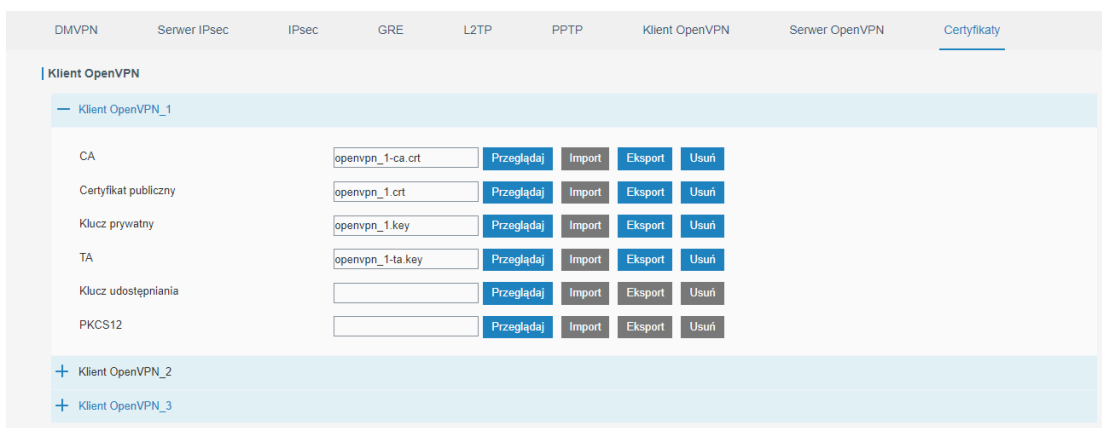 DMVPN Serwer IPsec IPsec GRE L2TP PPTP Klient OpenVPN Serwer OpenVPN Certyfikaty
Klient OpenVPN
Klient OpenVPN_1
CA openvpn_1-ca.crt Przeglądaj Import Eksport Usuń
Certyfikat publiczny openvpn_1.crt Przeglądaj Import Eksport Usuń
Klucz prywatny openvpn_1.key Przeglądaj Import Eksport Usuń
TA openvpn_1-ta.key Przeglądaj Import Eksport Usuń
Klucz udostępniania Przeglądaj Import Eksport Usuń
PKCS12 Przeglądaj Import Eksport Usuń
Klient OpenVPN_2
Klient OpenVPN_3